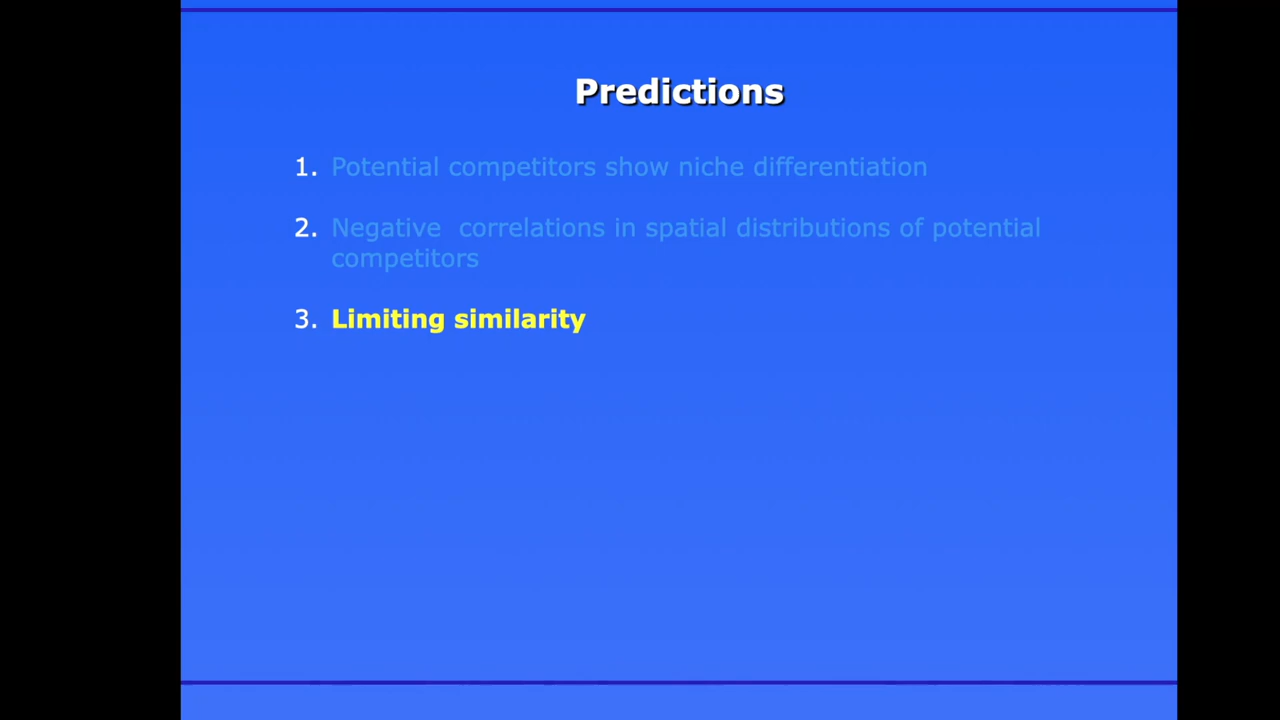 Predictions
1. Potential competitors show niche differentiation
2. Negative  correlations in spatial distributions of potential
competitors
3. Limiting similarity